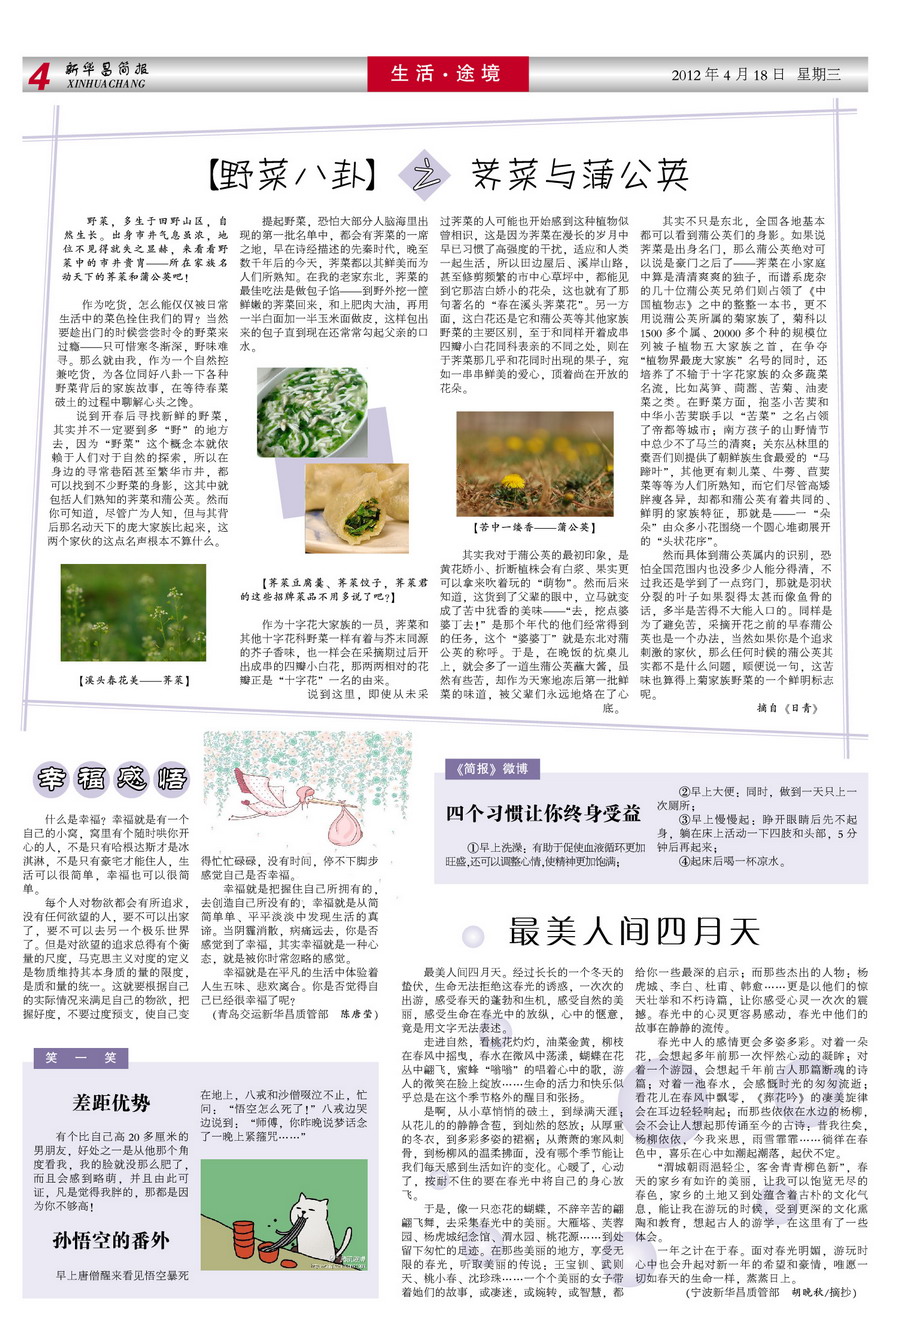 4
新华昌简报
XINHUACHANG
生活·途境
2012年4月18日 星期三
【野菜八卦】之 荠菜与蒲公英
野菜，多生于田野山区，自
然生长。出身市井气息虽浓，地
位不见得就失之显赫，来看看野
菜中的市井贵胄——所在家族名
动天下的荠菜和蒲公英吧！
作为吃货，怎么能仅仅被日常
生活中的菜色拴住我们的胃？当然
要趁出门的时候尝尝时令的野菜来
过瘾——只可惜寒冬渐深，野味难
寻。那么就由我，作为一个自然控
兼吃货，为各位同好八卦一下各种
野菜背后的家族故事，在等待春菜
破土的过程中聊解心头之馋。
说到开春后寻找新鲜的野菜，
其实并不一定要到多“野”的地方
去，因为“野菜”这个概念本就依
赖于人们对于自然的探索，所以在
身边的寻常巷陌甚至繁华市井，都
可以找到不少野菜的身影，这其中就
包括人们熟知的荠菜和蒲公英。然而
你可知道，尽管广为人知，但与其背
后那名动天下的庞大家族比起来，这
两个家伙的这点名声根本不算什么。
【溪头春花美——荠菜】
提起野菜，恐怕大部分人脑海里出
现的第一批名单中，都会有荠菜的一席
之地，早在诗经描述的先秦时代，晚至
数千年后的今天，荠菜都以其鲜美而为
人们所熟知。在我的老家东北，荠菜的
最佳吃法是做包子馅——到野外挖一筐
鲜嫩的荠菜回来，和上肥肉大油，再用
一半白面加一半玉米面做皮，这样包出
来的包子直到现在还常常勾起父亲的口
水。
【荠菜豆腐羹、荠菜饺子，荠菜君
的这些招牌菜品不用多说了吧？】
作为十字花大家族的一员，荠菜和
其他十字花科野菜一样有着与芥末同源
的芥子香味，也一样会在采摘期过后开
出成串的四瓣小白花，那两两相对的花
瓣正是“十字花”一名的由来。
说到这里，即使从未采
过荠菜的人可能也开始感到这种植物似
曾相识，这是因为荠菜在漫长的岁月中
早已习惯了高强度的干扰，适应和人类
一起生活，所以田边屋后、溪岸山路，
甚至修剪频繁的市中心草坪中，都能见
到它那洁白娇小的花朵，这也就有了那
句著名的“春在溪头荠菜花”。另一方
面，这白花还是它和蒲公英等其他家族
野菜的主要区别，至于和同样开着成串
四瓣小白花同科表亲的不同之处，则在
于荠菜那几乎和花同时出现的果子，宛
如一串串鲜美的爱心，顶着尚在开放的
花朵。
【苦中一缕香——蒲公英】
其实我对于蒲公英的最初印象，是
黄花娇小、折断植株会有白浆、果实更
可以拿来吹着玩的“萌物”。然而后来
知道，这货到了父辈的眼中，立马就变
成了苦中犹香的美味——“去，挖点婆
婆丁去！”是那个年代的他们经常得到
的任务，这个“婆婆丁”就是东北对蒲
公英的称呼。于是，在晚饭的炕桌儿
上，就会多了一道生蒲公英蘸大酱，虽
然有些苦，却作为天寒地冻后第一批鲜
菜的味道，被父辈们永远地烙在了心
底。
其实不只是东北，全国各地基本
都可以看到蒲公英们的身影。如果说
荠菜是出身名门，那么蒲公英绝对可
以说是豪门之后了——荠菜在小家庭
中算是清清爽爽的独子，而谱系庞杂
的几十位蒲公英兄弟们则占领了《中
国植物志》之中的整整一本书，更不
用说蒲公英所属的菊家族了，菊科以
1500 多个属、20000 多个种的规模位
列被子植物五大家族之首，在争夺
“植物界最庞大家族”名号的同时，还
培养了不输于十字花家族的众多蔬菜
名流，比如莴笋、茼蒿、苦菊、油麦
菜之类。在野菜方面，抱茎小苦荬和
中华小苦荬联手以“苦菜”之名占领
了帝都等城市；南方孩子的山野情节
中总少不了马兰的清爽；关东丛林里的
橐吾们则提供了朝鲜族生食最爱的“马
蹄叶”，其他更有刺儿菜、牛蒡、苣荬
菜等等为人们所熟知，而它们尽管高矮
胖瘦各异，却都和蒲公英有着共同的、
鲜明的家族特征，那就是——一“朵
朵”由众多小花围绕一个圆心堆砌展开
的“头状花序”。
然而具体到蒲公英属内的识别，恐
怕全国范围内也没多少人能分得清，不
过我还是学到了一点窍门，那就是羽状
分裂的叶子如果裂得太甚而像鱼骨的
话，多半是苦得不大能入口的。同样是
为了避免苦，采摘开花之前的早春蒲公
英也是一个办法，当然如果你是个追求
刺激的家伙，那么任何时候的蒲公英其
实都不是什么问题，顺便说一句，这苦
味也算得上菊家族野菜的一个鲜明标志
呢。
摘自《日青》
幸福感悟
什么是幸福？幸福就是有一个
自己的小窝，窝里有个随时哄你开
心的人，不是只有哈根达斯才是冰
淇淋，不是只有豪宅才能住人，生
活可以很简单，幸福也可以很简
单。
每个人对物欲都会有所追求，
没有任何欲望的人，要不可以出家
了，要不可以去另一个极乐世界
了。但是对欲望的追求总得有个衡
量的尺度，马克思主义对度的定义
是物质维持其本身质的量的限度，
是质和量的统一。这就要根据自己
的实际情况来满足自己的物欲，把
握好度，不要过度预支，使自己变
得忙忙碌碌，没有时间，停不下脚步
感觉自己是否幸福。
幸福就是把握住自己所拥有的，
去创造自己所没有的，幸福就是从简
简单单、平平淡淡中发现生活的真
谛。当阴霾消散，病痛远去，你是否
感觉到了幸福，其实幸福就是一种心
态，就是被你时常忽略的感觉。
幸福就是在平凡的生活中体验着
人生五味、悲欢离合。你是否觉得自
己已经很幸福了呢？
（青岛交运新华昌质管部 陈唐莹）
《简报》微博
四个习惯让你终身受益
①早上洗澡：有助于促使血液循环更加
旺盛,还可以调整心情,使精神更加饱满；
②早上大便：同时，做到一天只上一
次厕所；
③早上慢慢起：睁开眼睛后先不起
身，躺在床上活动一下四肢和头部，5 分
钟后再起来；
④起床后喝一杯凉水。
笑一笑
差距优势
有个比自己高 20 多厘米的
男朋友，好处之一是从他那个角
度看我，我的脸就没那么肥了，
而且会感到略萌，并且由此可
证，凡是觉得我胖的，那都是因
为你不够高！
孙悟空的番外
早上唐僧醒来看见悟空暴死
在地上，八戒和沙僧啜泣不止，忙
问：“悟空怎么死了！”八戒边哭
边说到：“师傅，你昨晚说梦话念
了一晚上紧箍咒……”
最美人间四月天
最美人间四月天。经过长长的一个冬天的
蛰伏，生命无法拒绝这春光的诱惑，一次次的
出游，感受春天的蓬勃和生机，感受自然的美
丽，感受生命在春光中的放纵，心中的惬意，
竟是用文字无法表述。
走进自然，看桃花灼灼，油菜金黄，柳枝
在春风中摇曳，春水在微风中荡漾，蝴蝶在花
丛中翩飞，蜜蜂“嗡嗡”的唱着心中的歌，游
人的微笑在脸上绽放……生命的活力和快乐似
乎总是在这个季节格外的醒目和张扬。
是啊，从小草悄悄的破土，到绿满天涯；
从花儿的的静静含苞，到灿然的怒放；从厚重
的冬衣，到多彩多姿的裙裾；从萧萧的寒风刺
骨，到杨柳风的温柔拂面，没有哪个季节能让
我们每天感到生活如许的变化。心暖了，心动
了，按耐不住的要在春光中将自己的身心放
飞。
于是，像一只恋花的蝴蝶，不辞辛苦的翩
翩飞舞，去采集春光中的美丽。大雁塔、芙蓉
园、杨虎城纪念馆、渭水园、桃花源……到处
留下匆忙的足迹。在那些美丽的地方，享受无
限的春光，听取美丽的传说；王宝钏、武则
天、桃小春、沈珍珠……一个个美丽的女子带
着她们的故事，或凄迷，或婉转，或智慧，都
给你一些最深的启示；而那些杰出的人物：杨
虎城、李白、杜甫、韩愈……更是以他们的惊
天壮举和不朽诗篇，让你感受心灵一次次的震
撼。春光中的心灵更容易感动，春光中他们的
故事在静静的流传。
春光中人的感情更会多姿多彩。对着一朵
花，会想起多年前那一次怦然心动的凝眸；对
着一个游园，会想起千年前古人那篇断魂的诗
篇；对着一池春水，会感慨时光的匆匆流逝；
看花儿在春风中飘零，《葬花吟》的凄美旋律
会在耳边轻轻响起；而那些依依在水边的杨柳，
会不会让人想起那传诵至今的古诗：昔我往矣，
杨柳依依，今我来思，雨雪霏霏……徜徉在春
色中，喜乐在心中如潮起潮落，起伏不定。
“渭城朝雨浥轻尘，客舍青青柳色新”，春
天的家乡有如许的美丽，让我可以饱览无尽的
春色，家乡的土地又到处蕴含着古朴的文化气
息，能让我在游玩的时候，受到更深的文化熏
陶和教育，想起古人的游学，在这里有了一些
体会。
一年之计在于春。面对春光明媚，游玩时
心中也会升起对新一年的希望和豪情，唯愿一
切如春天的生命一样，蒸蒸日上。
（宁波新华昌质管部 胡晚秋/摘抄）